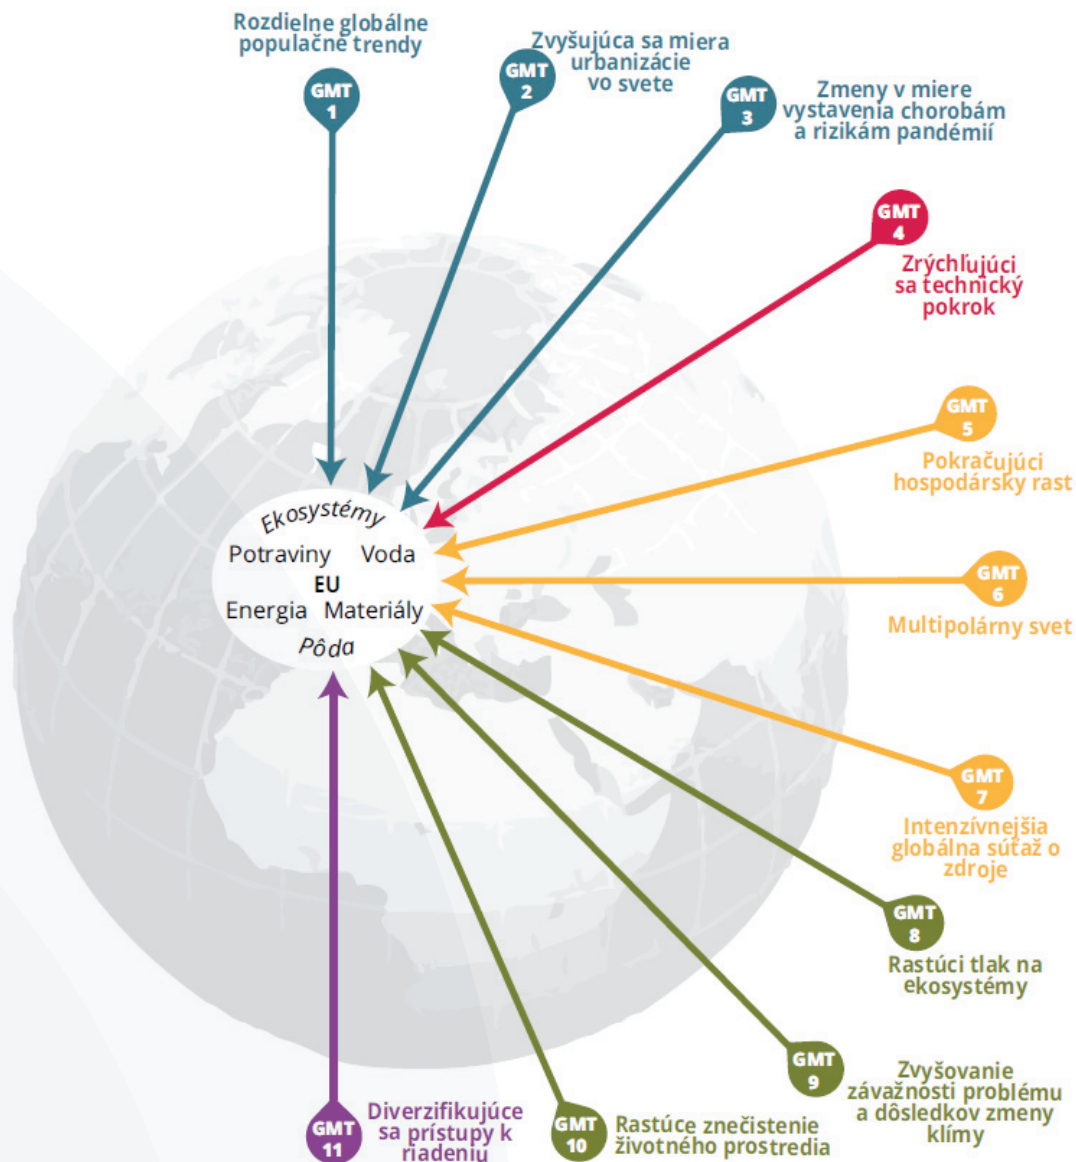 Rozdielne globálne
populačné trendy
GMT
1
Zvyšujúca sa miera
urbanizácie
vo svete
GMT
2
Zmeny v miere
vystavenia chorobám
a rizikám pandémií
GMT
3
GMT
4
Zrýchľujúci
sa technický
pokrok
GMT
5
Pokračujúci
hospodársky rast
GMT
6
Multipolárny svet
GMT
7
Intenzívnejšia
globálna súťaž o
zdroje
GMT
8
Rastúci tlak na
ekosystémy
GMT
9
Zvyšovanie
závažnosti problému
a dôsledkov zmeny
klímy
GMT
10
Rastúce znečistenie
životného prostredia
GMT
11
Diverzifikujúce
sa prístupy k
riadeniu
Ekosystémy
Potraviny Voda
EU
Energia Materiály
Pôda